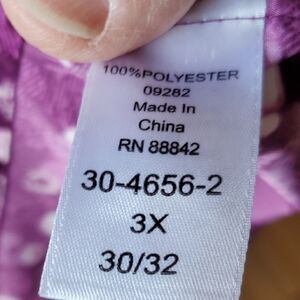 100%POLYESTER
09282
Made In
China
RN 88842
30-4656-2
3X
30/32